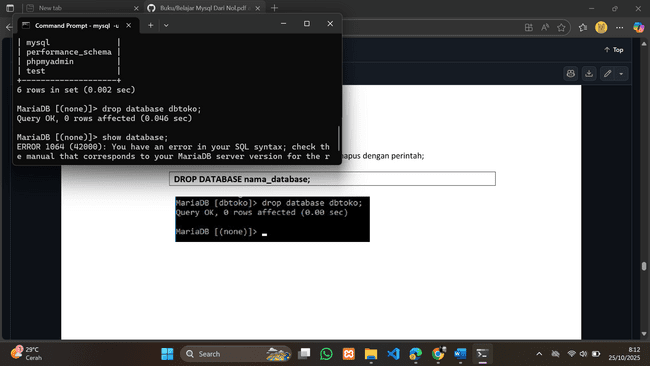 New tab
Buku/Belajar Mysql Dari Nol.pdf
Command Prompt - mysql -u
| mysql |
| performance_schema |
| phpmyadmin |
| test |
+--------------------+
6 rows in set (0.002 sec)
MariaDB [(none)]> drop database dbtoko;
Query OK, 0 rows affected (0.046 sec)
MariaDB [(none)]> show database;
ERROR 1064 (42000): You have an error in your SQL syntax; check th
e manual that corresponds to your MariaDB server version for the r
Top
apus dengan perintah;
DROP DATABASE nama_database;
MariaDB [dbtoko]> drop database dbtoko;
Query OK, 0 rows affected (0.00 sec)
MariaDB [(none)]>
29°C
Cerah
Search
8:12
25/10/2025